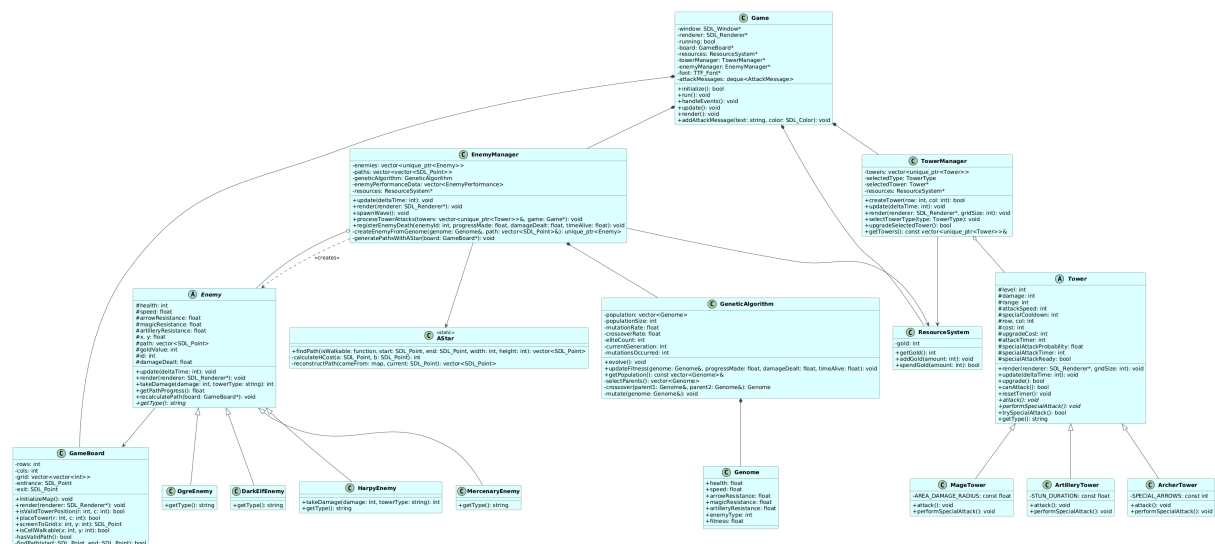 C Game
-window: SDL_Window*
-renderer: SDL_Renderer*
-running: bool
-board: GameBoard*
-resources: ResourceSystem*
-towerManager: TowerManager*
-enemyManager: EnemyManager*
-font: TTF_Font*
-attackMessages: deque<AttackMessage>
+initialize(): bool
+run(): void
+handleEvents(): void
+update(): void
+render(): void
+addAttackMessage(text: string, color: SDL_Color): void
C EnemyManager
-enemies: vector<unique_ptr<Enemy>>
-paths: vector<vector<SDL_Point>>
-geneticAlgorithm: GeneticAlgorithm
-enemyPerformanceData: vector<EnemyPerformance>
-resources: ResourceSystem*
+update(deltaTime: int): void
+render(renderer: SDL_Renderer*): void
+spawnWave(): void
+processTowerAttacks(towers: vector<unique_ptr<Tower>>&, game: Game*): void
+registerEnemyDeath(enemyId: int, progressMade: float, damageDealt: float, timeAlive: float): void
-createEnemyFromGenome(genome: Genome&, path: vector<SDL_Point>&): unique_ptr<Enemy>
-generatePathsWithAStar(board: GameBoard*): void
C TowerManager
-towers: vector<unique_ptr<Tower>>
-selectedType: TowerType
-selectedTower: Tower*
-resources: ResourceSystem*
+createTower(row: int, col: int): bool
+update(deltaTime: int): void
+render(renderer: SDL_Renderer*, gridSize: int): void
+selectTowerType(type: TowerType): void
+upgradeSelectedTower(): bool
+getTowers(): const vector<unique_ptr<Tower>>&
«creates»
A Enemy
#health: int
#speed: float
#arrowResistance: float
#magicResistance: float
#artilleryResistance: float
#x, y: float
#path: vector<SDL_Point>
#goldValue: int
#id: int
#damageDealt: float
+update(deltaTime: int): void
+render(renderer: SDL_Renderer*): void
+takeDamage(damage: int, towerType: string): int
+getPathProgress(): float
+recalculatePath(board: GameBoard*): void
+getType(): string
«static»
C AStar
+findPath(isWalkable: function, start: SDL_Point, end: SDL_Point, width: int, height: int): vector<SDL_Point>
-calculateHCost(a: SDL_Point, b: SDL_Point): int
-reconstructPath(cameFrom: map, current: SDL_Point): vector<SDL_Point>
C GeneticAlgorithm
-population: vector<Genome>
-populationSize: int
-mutationRate: float
-crossoverRate: float
-eliteCount: int
-currentGeneration: int
-mutationsOccurred: int
+evolve(): void
+updateFitness(genome: Genome&, progressMade: float, damageDealt: float, timeAlive: float): void
+getPopulation(): const vector<Genome>&
-selectParents(): vector<Genome>
-crossover(parent1: Genome&, parent2: Genome&): Genome
-mutate(genome: Genome&): void
C ResourceSystem
-gold: int
+getGold(): int
+addGold(amount: int): void
+spendGold(amount: int): bool
A Tower
#level: int
#damage: int
#range: int
#attackSpeed: int
#specialCooldown: int
#row, col: int
#cost: int
#upgradeCost: int
#attackTimer: int
#specialAttackProbability: float
#specialAttackTimer: int
#specialAttackReady: bool
+render(renderer: SDL_Renderer*, gridSize: int): void
+update(deltaTime: int): void
+upgrade(): bool
+canAttack(): bool
+resetTimer(): void
+attack(): void
+performSpecialAttack(): void
+trySpecialAttack(): bool
+getType(): string
C GameBoard
-rows: int
-cols: int
-grid: vector<vector<int>>
-entrance: SDL_Point
-exit: SDL_Point
+initializeMap(): void
+render(renderer: SDL_Renderer*): void
+isValidTowerPosition(r: int, c: int): bool
+placeTower(r: int, c: int): bool
+screenToGrid(x: int, y: int): SDL_Point
+isCellWalkable(x: int, y: int): bool
-hasValidPath(): bool
-findPath(start: SDL_Point, end: SDL_Point): bool
C OgreEnemy
+getType(): string
C DarkElfEnemy
+getType(): string
C HarpyEnemy
+takeDamage(damage: int, towerType: string): int
+getType(): string
C MercenaryEnemy
+getType(): string
C Genome
+health: float
+speed: float
+arrowResistance: float
+magicResistance: float
+artilleryResistance: float
+enemyType: int
+fitness: float
C MageTower
-AREA_DAMAGE_RADIUS: const float
+attack(): void
+performSpecialAttack(): void
C ArtilleryTower
-STUN_DURATION: const float
+attack(): void
+performSpecialAttack(): void
C ArcherTower
-SPECIAL_ARROWS: const int
+attack(): void
+performSpecialAttack(): void